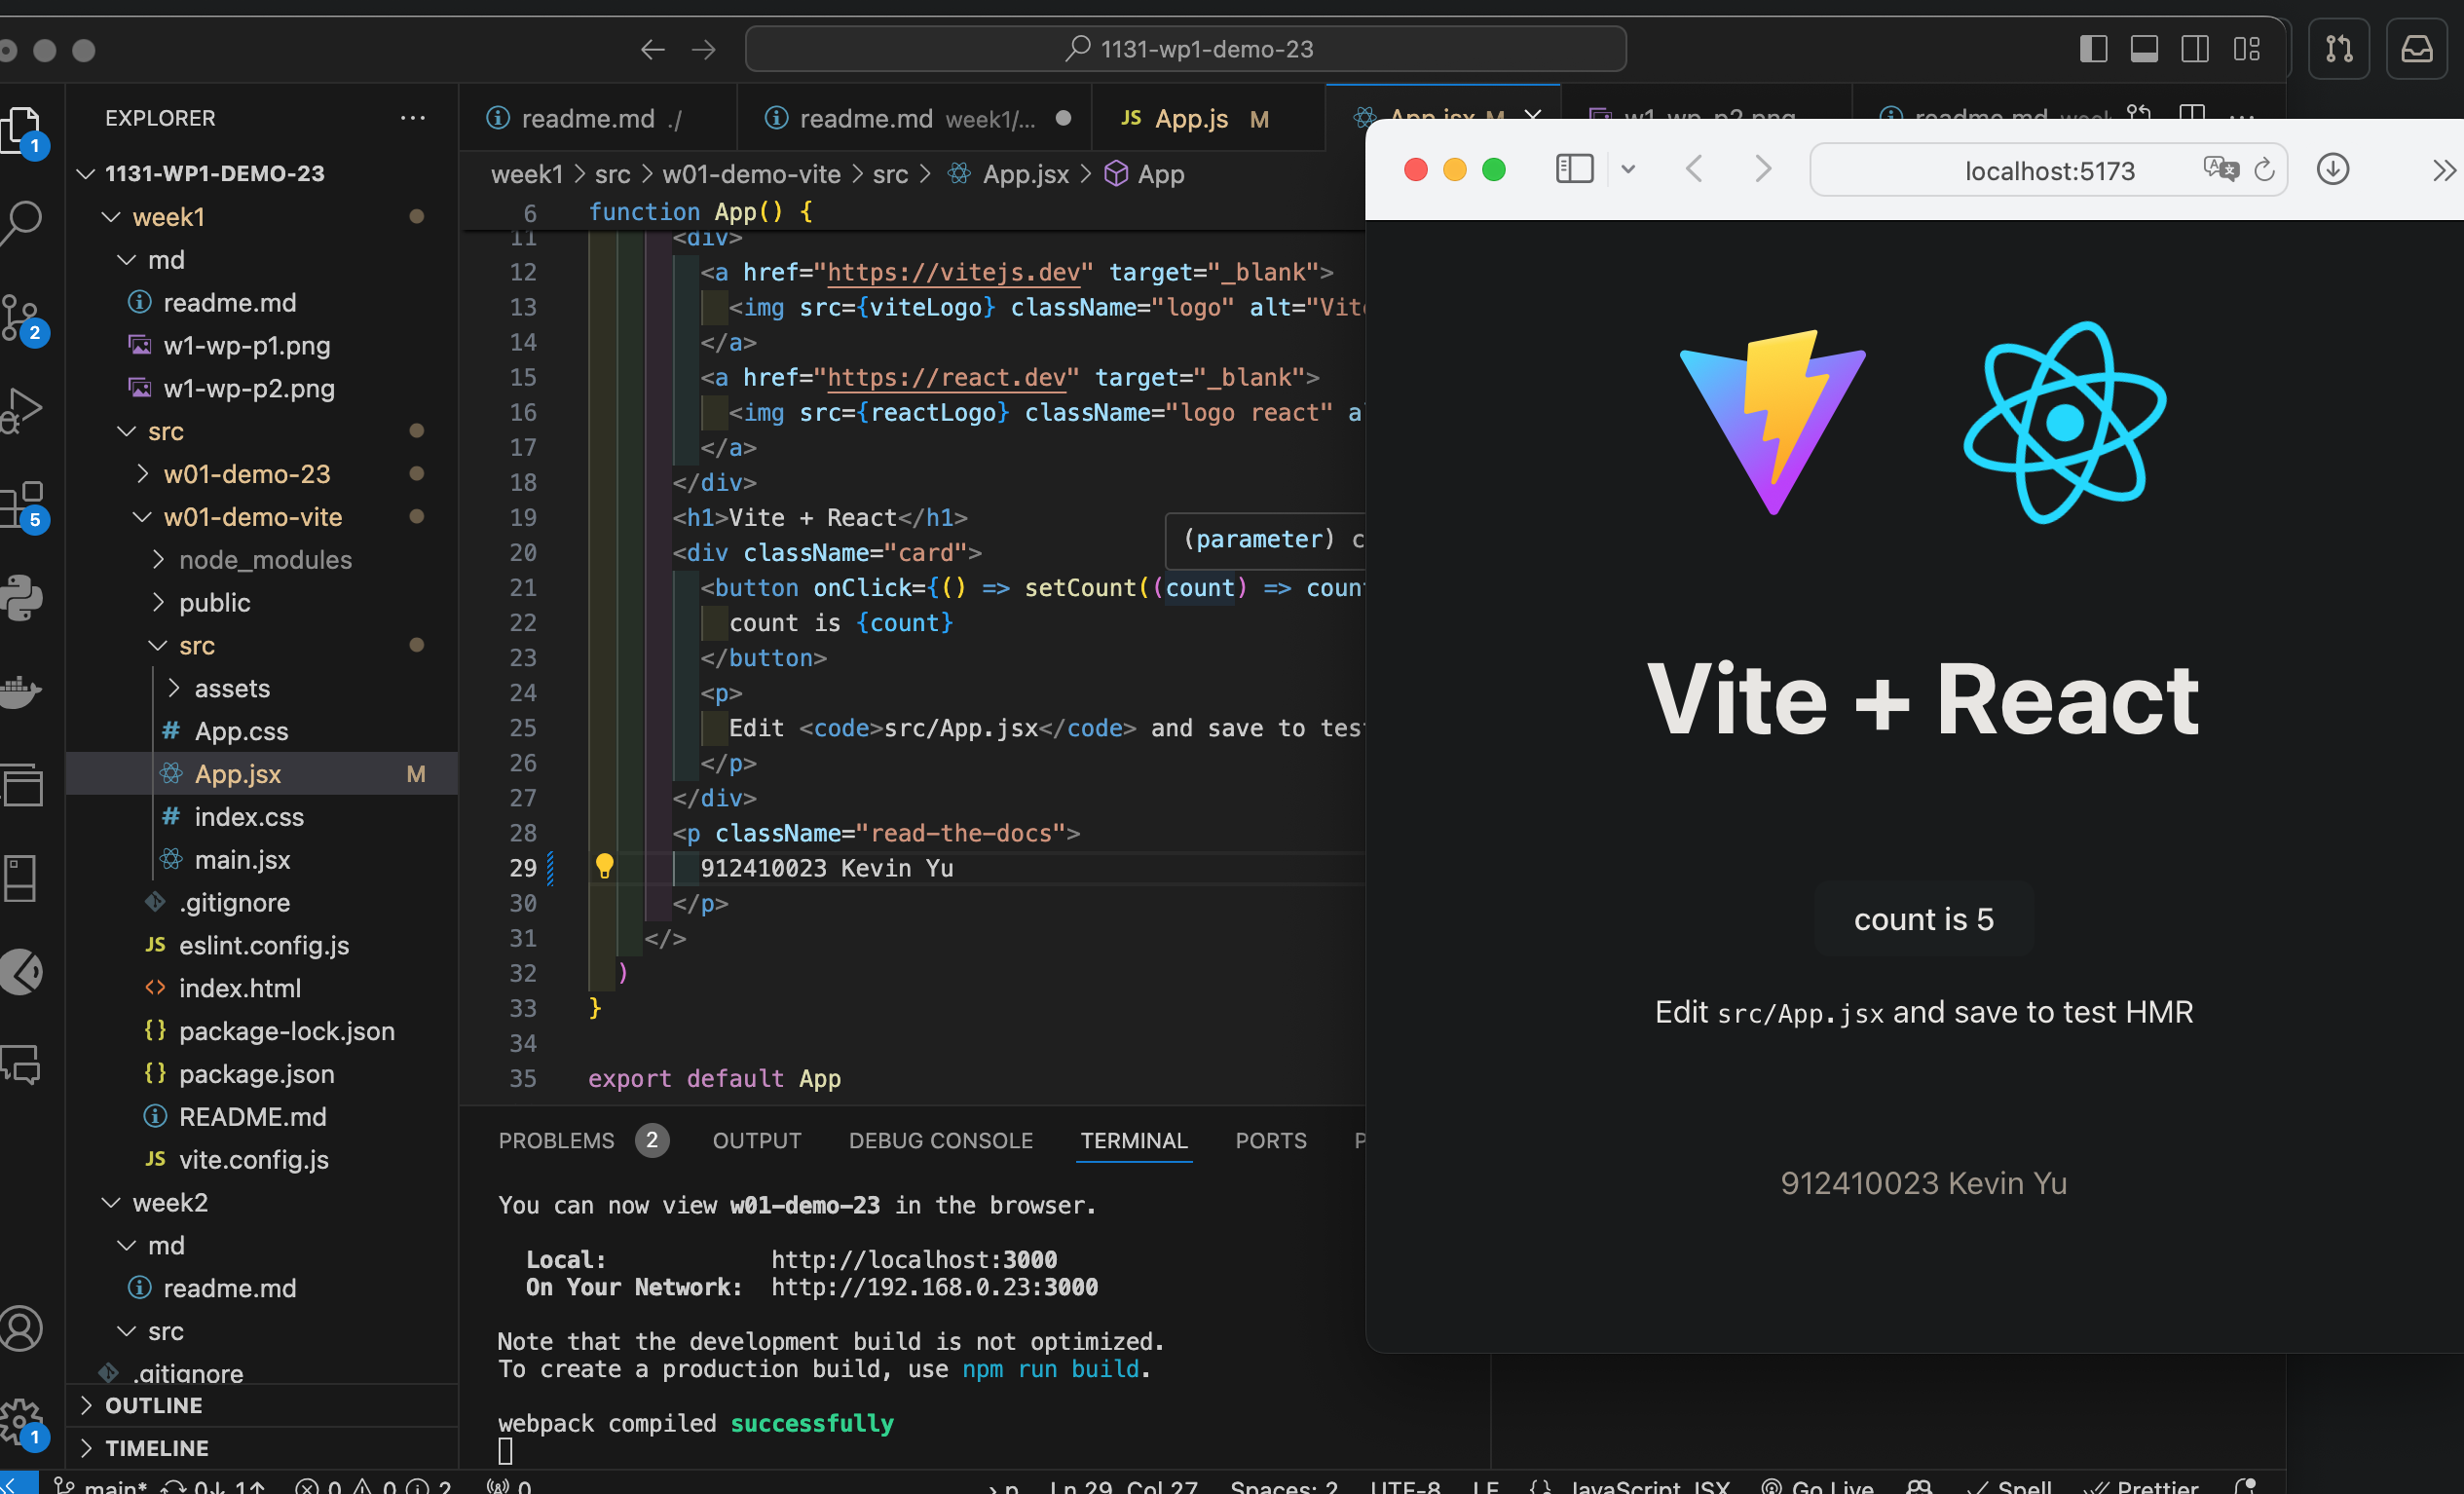 1131-wp1-demo-23
EXPLORER
1131-WP1-DEMO-23
week1
md
readme.md
w1-wp-p1.png
w1-wp-p2.png
src
w01-demo-23
w01-demo-vite
node_modules
public
src
assets
App.css
App.jsx M
index.css
main.jsx
.gitignore
eslint.config.js
index.html
package-lock.json
package.json
README.md
vite.config.js
week2
md
readme.md
src
.gitignore
OUTLINE
TIMELINE
1
2
5
1
readme.md ./
readme.md week1/...
JS App.js M
App.jsx M
w1-wp-p2.png
readme.md week
week1 > src > w01-demo-vite > src > App.jsx > App
6 function App() {
11 <div>
12 <a href="https://vitejs.dev" target="_blank">
13 <img src={viteLogo} className="logo" alt="Vit
14 </a>
15 <a href="https://react.dev" target="_blank">
16 <img src={reactLogo} className="logo react" a
17 </a>
18 </div>
19 <h1>Vite + React</h1>
20 <div className="card">
(parameter) c
21 <button onClick={() => setCount((count) => coun
22 count is {count}
23 </button>
24 <p>
25 Edit <code>src/App.jsx</code> and save to tes
26 </p>
27 </div>
28 <p className="read-the-docs">
29 912410023 Kevin Yu
30 </p>
31 </>
32 )
33 }
34
35 export default App
PROBLEMS 2 OUTPUT DEBUG CONSOLE TERMINAL PORTS P
You can now view w01-demo-23 in the browser.
Local: http://localhost:3000
On Your Network: http://192.168.0.23:3000
Note that the development build is not optimized.
To create a production build, use npm run build.
webpack compiled successfully
localhost:5173
Vite + React
count is 5
Edit src/App.jsx and save to test HMR
912410023 Kevin Yu
main* 0↓ 1↑ 0 0 2 0 Ln 29, Col 27 Spaces: 2 UTF-8 LF {} JavaScript JSX Go Live Spell Prettier